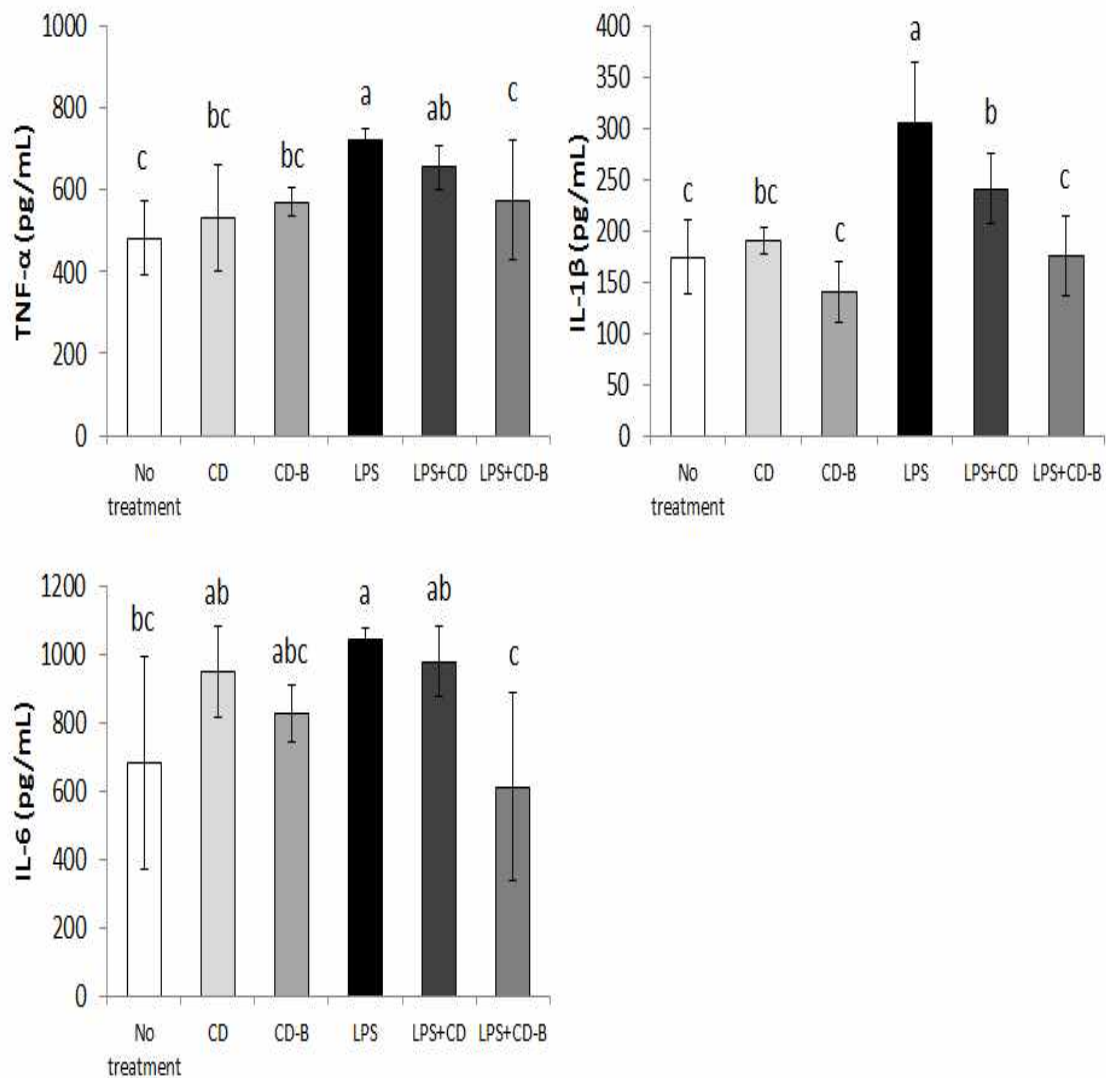 TNF-α (pg/mL)
1000
800
600
400
200
0
c
bc
bc
a
ab
c
No treatment
CD
CD-B
LPS
LPS+CD
LPS+CD-B
IL-1β (pg/mL)
400
350
300
250
200
150
100
50
0
c
bc
c
a
b
c
No treatment
CD
CD-B
LPS
LPS+CD
LPS+CD-B
IL-6 (pg/mL)
1200
1000
800
600
400
200
0
bc
ab
abc
a
ab
c
No treatment
CD
CD-B
LPS
LPS+CD
LPS+CD-B